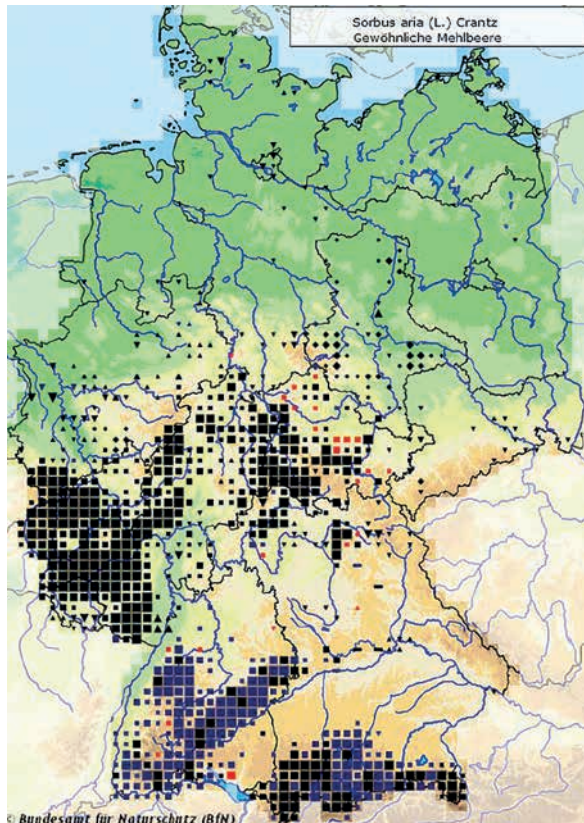 Sorbus aria (L.) Crantz
Gewöhnliche Mehlbeere
© Bundesamt für Naturschutz (BfN)